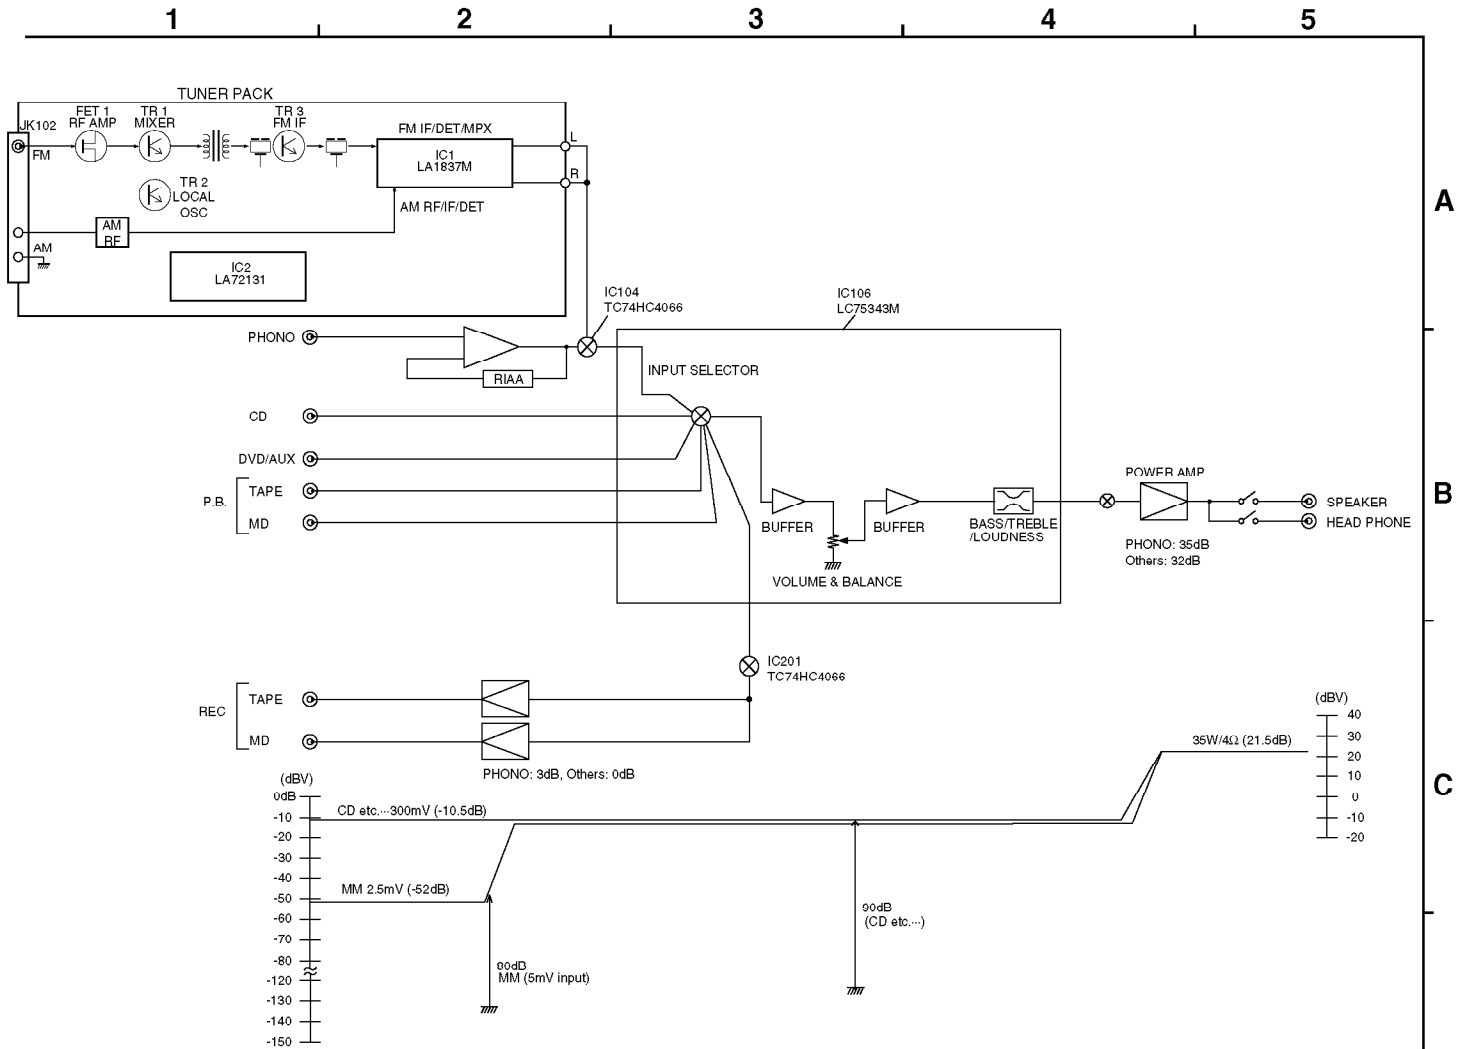 1 2 3 4 5
TUNER PACK
FET 1
RF AMP
TR 1
MIXER
TR 3
FM IF
JK102
FM
FM IF/DET/MPX
IC1
LA1837M
L
R
TR 2
LOCAL
OSC
AM RF/IF/DET
AM
RF
AM
IC2
LA72131
A
IC104
TC74HC4066
IC106
LC75343M
PHONO
RIAA
INPUT SELECTOR
CD
DVD/AUX
P.B.
TAPE
MD
BUFFER
VOLUME & BALANCE
BUFFER
BASS/TREBLE
/LOUDNESS
POWER AMP
PHONO: 35dB
Others: 32dB
SPEAKER
HEAD PHONE
B
IC201
TC74HC4066
REC
TAPE
MD
PHONO: 3dB, Others: 0dB
(dBV)
0dB
-10
-20
-30
-40
-50
-60
-70
-80
-120
-130
-140
-150
CD etc.···300mV (-10.5dB)
MM 2.5mV (-52dB)
80dB
MM (5mV input)
90dB
(CD etc.···)
35W/4Ω (21.5dB)
(dBV)
40
30
20
10
0
-10
-20
C